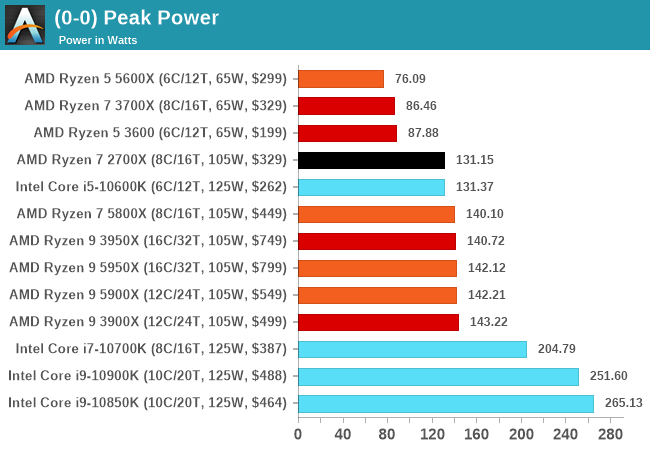 (0-0) Peak Power
Power in Watts
AMD Ryzen 5 5600X (6C/12T, 65W, $299) 76.09
AMD Ryzen 7 3700X (8C/16T, 65W, $329) 86.46
AMD Ryzen 5 3600 (6C/12T, 65W, $199) 87.88
AMD Ryzen 7 2700X (8C/16T, 105W, $329) 131.15
Intel Core i5-10600K (6C/12T, 125W, $262) 131.37
AMD Ryzen 7 5800X (8C/16T, 105W, $449) 140.10
AMD Ryzen 9 3950X (16C/32T, 105W, $749) 140.72
AMD Ryzen 9 5950X (16C/32T, 105W, $799) 142.12
AMD Ryzen 9 5900X (12C/24T, 105W, $549) 142.21
AMD Ryzen 9 3900X (12C/24T, 105W, $499) 143.22
Intel Core i7-10700K (8C/16T, 125W, $387) 204.79
Intel Core i9-10900K (10C/20T, 125W, $488) 251.60
Intel Core i9-10850K (10C/20T, 125W, $464) 265.13
0 40 80 120 160 200 240 280